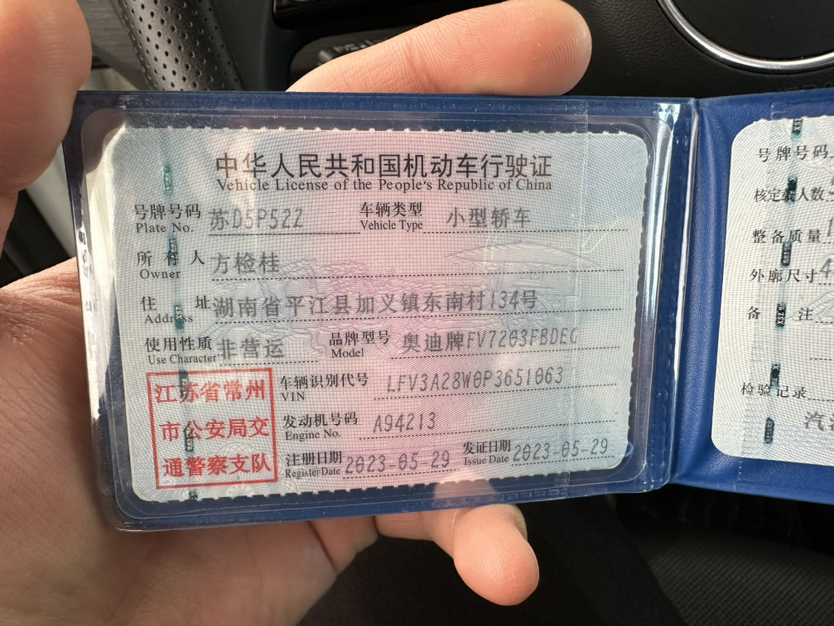 中华人民共和国机动车行驶证
Vehicle License of the People's Republic of China
号牌号码 苏D5P52Z 车辆类型 小型轿车
Plate No. Vehicle Type
所有人 方检桂
Owner
住址 湖南省平江县加义镇东南村134号
Address
使用性质 非营运 品牌型号 奥迪牌FV7203FBDEG
Use Character Model
江苏省常州
市公安局交
通警察支队
车辆识别代号 LFV3A28W0P3651063
VIN
发动机号码 A94213
Engine No.
注册日期 2023-05-29 发证日期 2023-05-29
Register Date Issue Date
号牌号码
核定载人数
整备质量
外廓尺寸
备注
检验记录